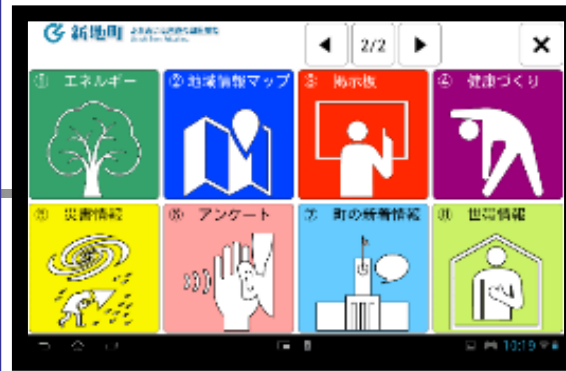 新地町
2/2
① エネルギー
② 地域情報マップ
③ 掲示板
④ 健康づくり
⑤ 災害情報
⑥ アンケート
⑦ 町の新着情報
世帯情報
10:19